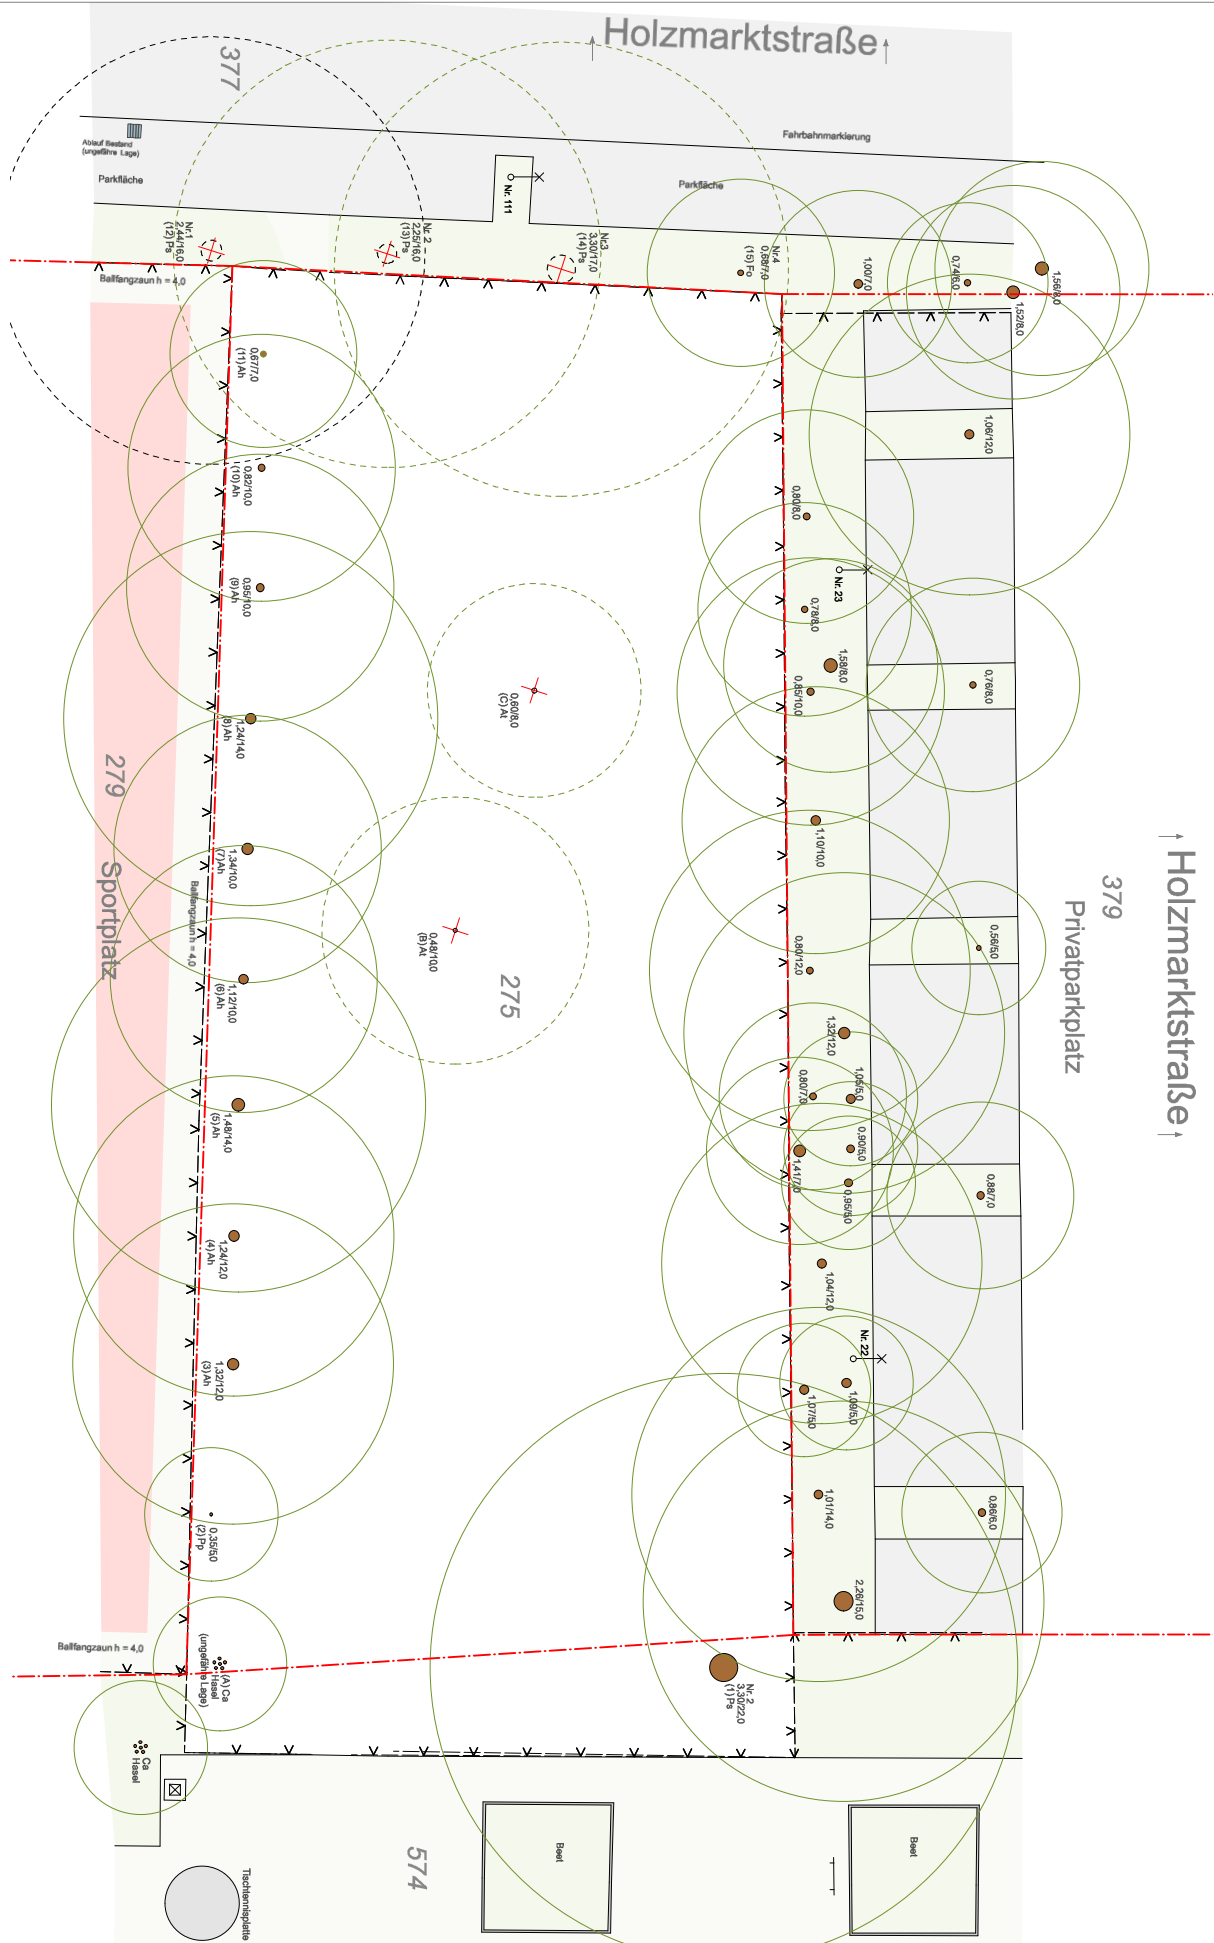 Holzmarktstraße
377
Fahrbahnmarkierung
Ablauf Bestand
(ungefähre Lage)
Parkfläche
Parkfläche
Nr. 111
Nr.1
2,44/16,0
(12) Ps
Nr. 2
2,25/16,0
(13) Ps
Nr.3
3,30/17,0
(14) Ps
Nr.4
0,68/7,0
(15) Fo
1,00/7,0
0,74/6,0
1,56/8,0
1,52/8,0
Ballfangzaun h = 4,0
0,67/7,0
(11) Ah
0,82/10,0
(10) Ah
0,95/10,0
(9) Ah
1,24/14,0
(8) Ah
1,34/10,0
(7) Ah
1,12/10,0
(6) Ah
1,48/14,0
(5) Ah
1,24/12,0
(4) Ah
1,32/12,0
(3) Ah
0,35/5,0
(2) Pp
Ballfangzaun h = 4,0
279
Sportplatz
0,60/8,0
(C) At
0,48/10,0
(B) At
275
1,06/12,0
0,80/8,0
Nr. 23
0,78/8,0
1,58/8,0
0,85/10,0
0,76/8,0
1,10/10,0
0,80/12,0
0,56/5,0
1,32/12,0
1,05/5,0
0,80/7,0
0,90/5,0
1,41/7,0
0,95/5,0
0,88/7,0
1,04/12,0
Nr. 22
1,09/5,0
1,07/5,0
1,01/14,0
0,86/6,0
2,26/15,0
379
Privatparkplatz
Holzmarktstraße
Ballfangzaun h = 4,0
(A) Ca
Hasel
(ungefähre Lage)
Nr. 2
3,30/22,0
(1) Ps
Ca
Hasel
574
Beet
Beet
Tischtennisplatte